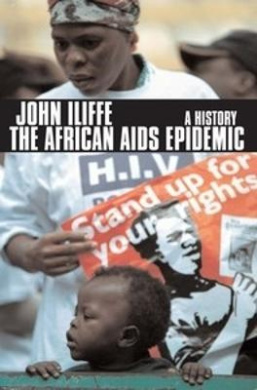 JOHN ILIFFE
A HISTORY
THE AFRICAN AIDS EPIDEMIC
H.I.V
Stand up for
your rights